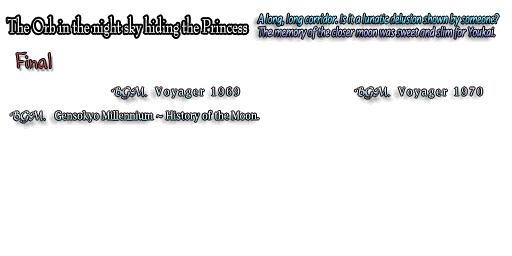 The Orb in the night sky hiding the Princess
A long, long corridor. Is it a lunatic delusion shown by someone?
The memory of the closer moon was sweet and slim for Youkai.
Final
BGM. Voyager 1969
BGM. Voyager 1970
BGM. Gensokyo Millennium ~ History of the Moon.